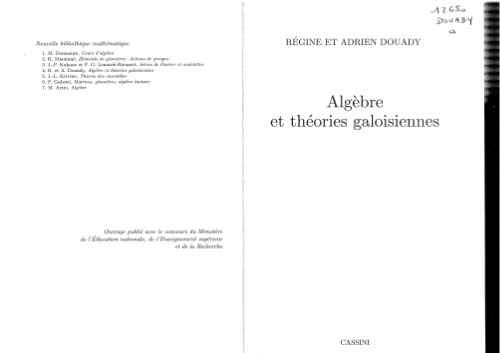 Nouvelle bibliothèque mathématique
1. M. Demazure, Cours d'algèbre
2. R. Mneimné, Éléments de géométrie. Actions de groupes
3. J.-P. Kahane et P. G. Lemarié-Rieusset, Séries de Fourier et ondelettes
4. R. et A. Douady, Algèbre et théories galoisiennes
5. J.-L. Krivine, Théorie des ensembles
6. P. Gabriel, Matrices, géométrie, algèbre linéaire
7. M. Artin, Algèbre
Ouvrage publié avec le concours du Ministère
de l'Éducation nationale, de l'Enseignement supérieur
et de la Recherche
12650
DOUADY
a
RÉGINE ET ADRIEN DOUADY
Algèbre
et théories galoisiennes
CASSINI